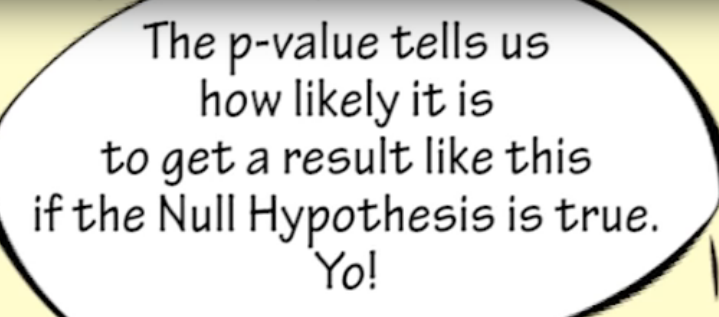 The p-value tells us
how likely it is
to get a result like this
if the Null Hypothesis is true.
Yo!